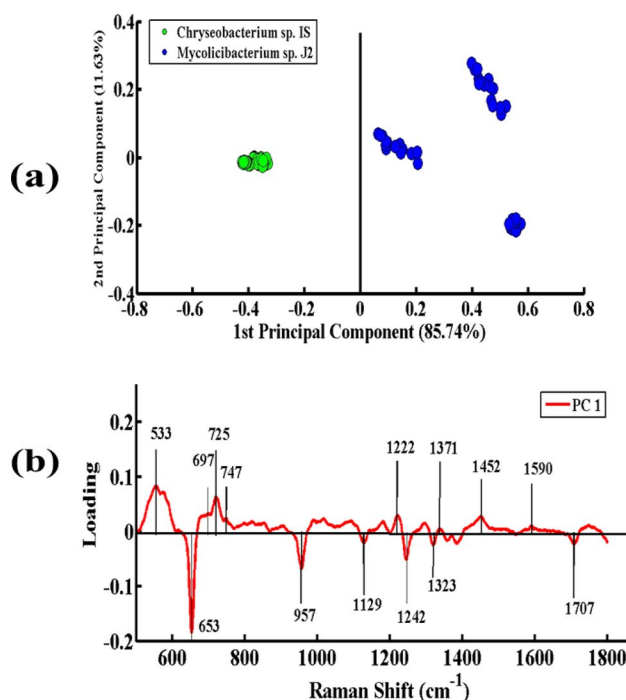 (a)
Chryseobacterium sp. IS
Mycolicibacterium sp. J2
2nd Principal Component (11.63%)
0.4
0.2
0
-0.2
-0.4
-0.8 -0.6 -0.4 -0.2 0 0.2 0.4 0.6 0.8
1st Principal Component (85.74%)
(b)
PC 1
Loading
0.2
0.1
0
-0.1
-0.2
533 697 725 747 1222 1371 1452 1590
653 957 1129 1242 1323 1707
600 800 1000 1200 1400 1600 1800
Raman Shift (cm-1)